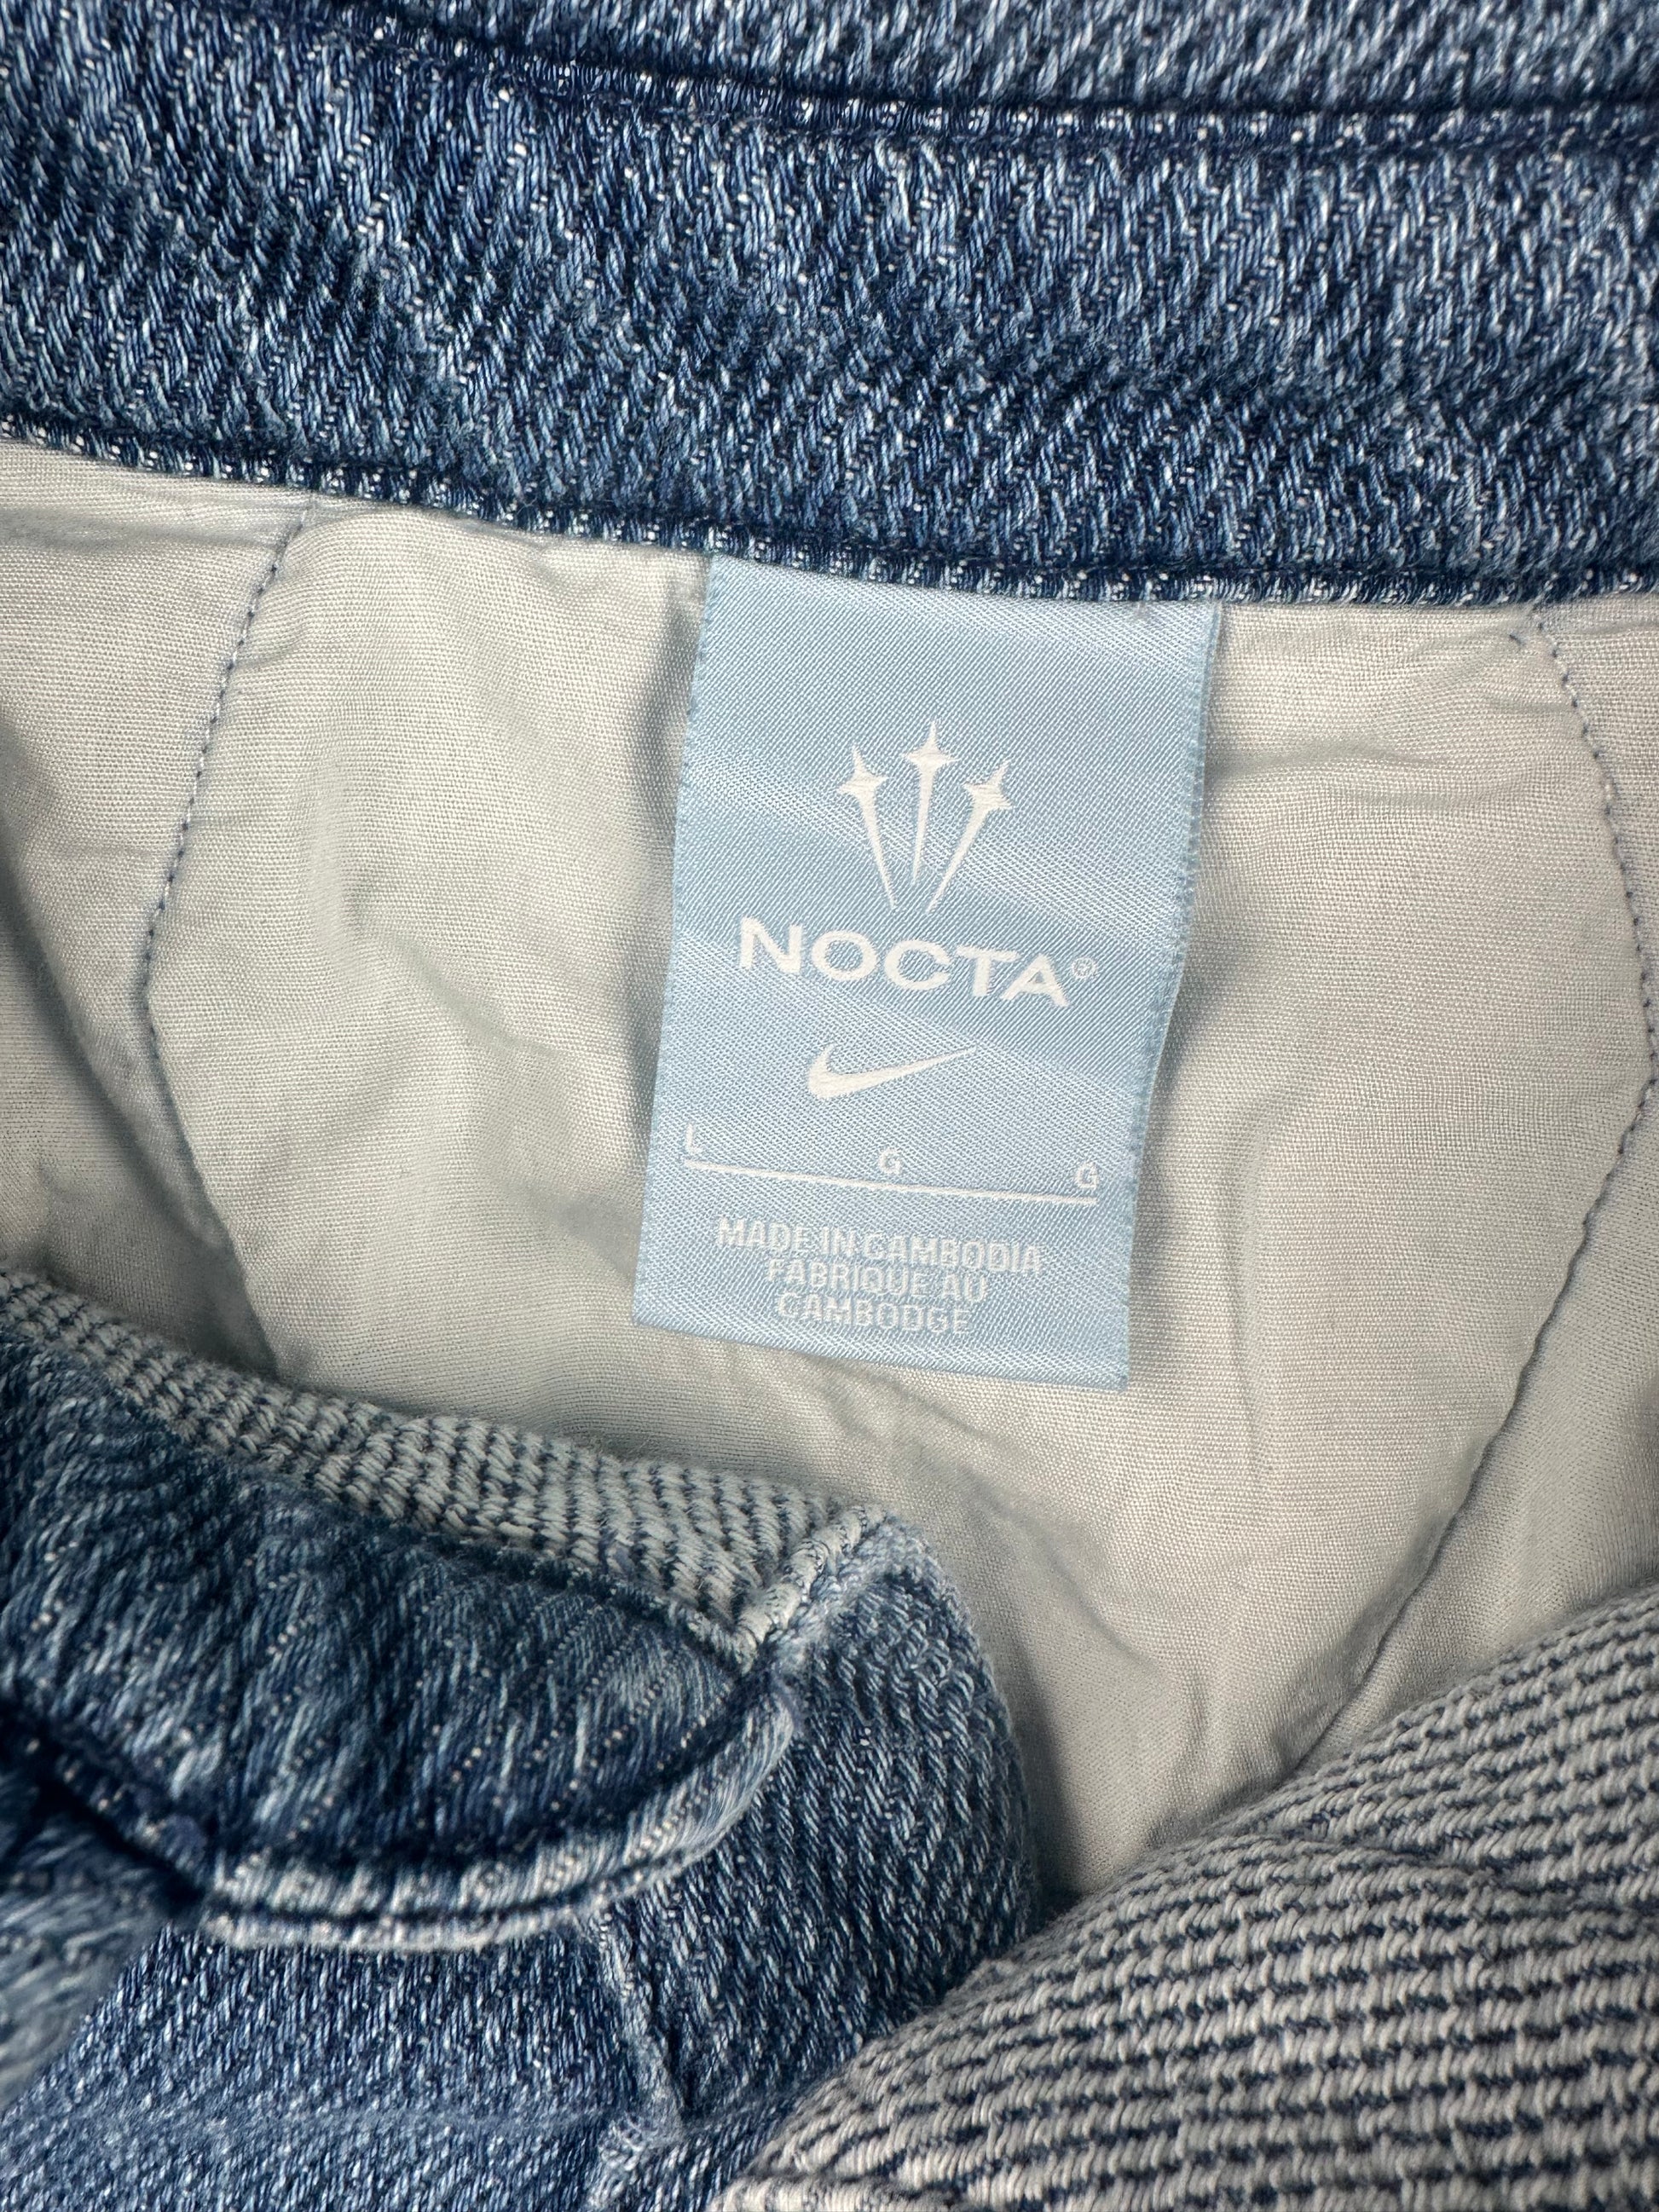 NOCTA®
L G G
MADE IN CAMBODIA
FABRIQUE AU
CAMBODGE